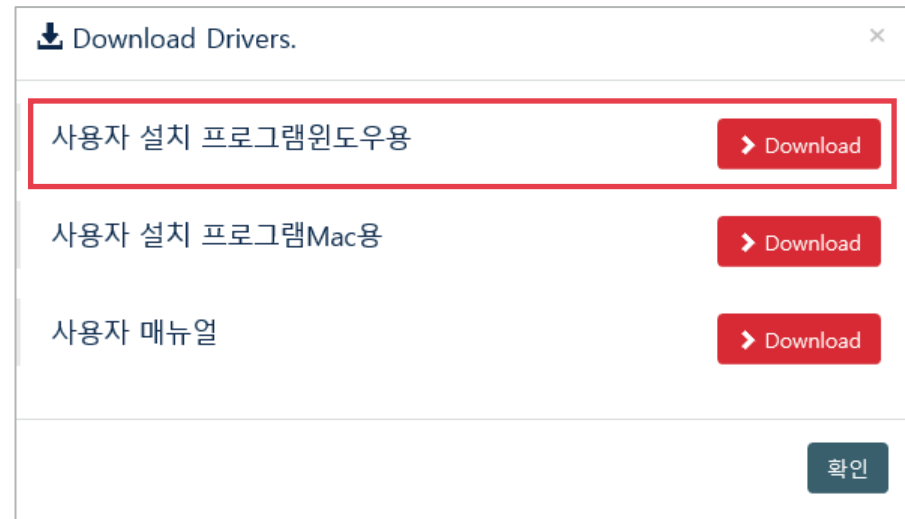 Download Drivers.
사용자 설치 프로그램윈도우용
Download
사용자 설치 프로그램Mac용
Download
사용자 매뉴얼
Download
확인